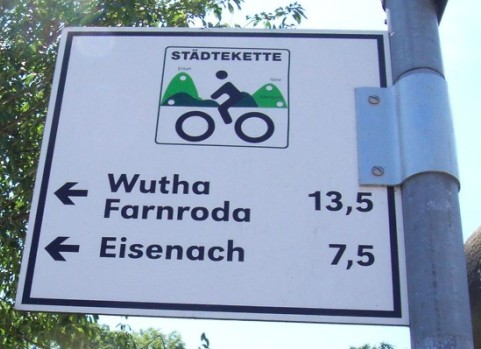 STÄDTEKETTE
Wutha
Farnroda 13,5
Eisenach 7,5